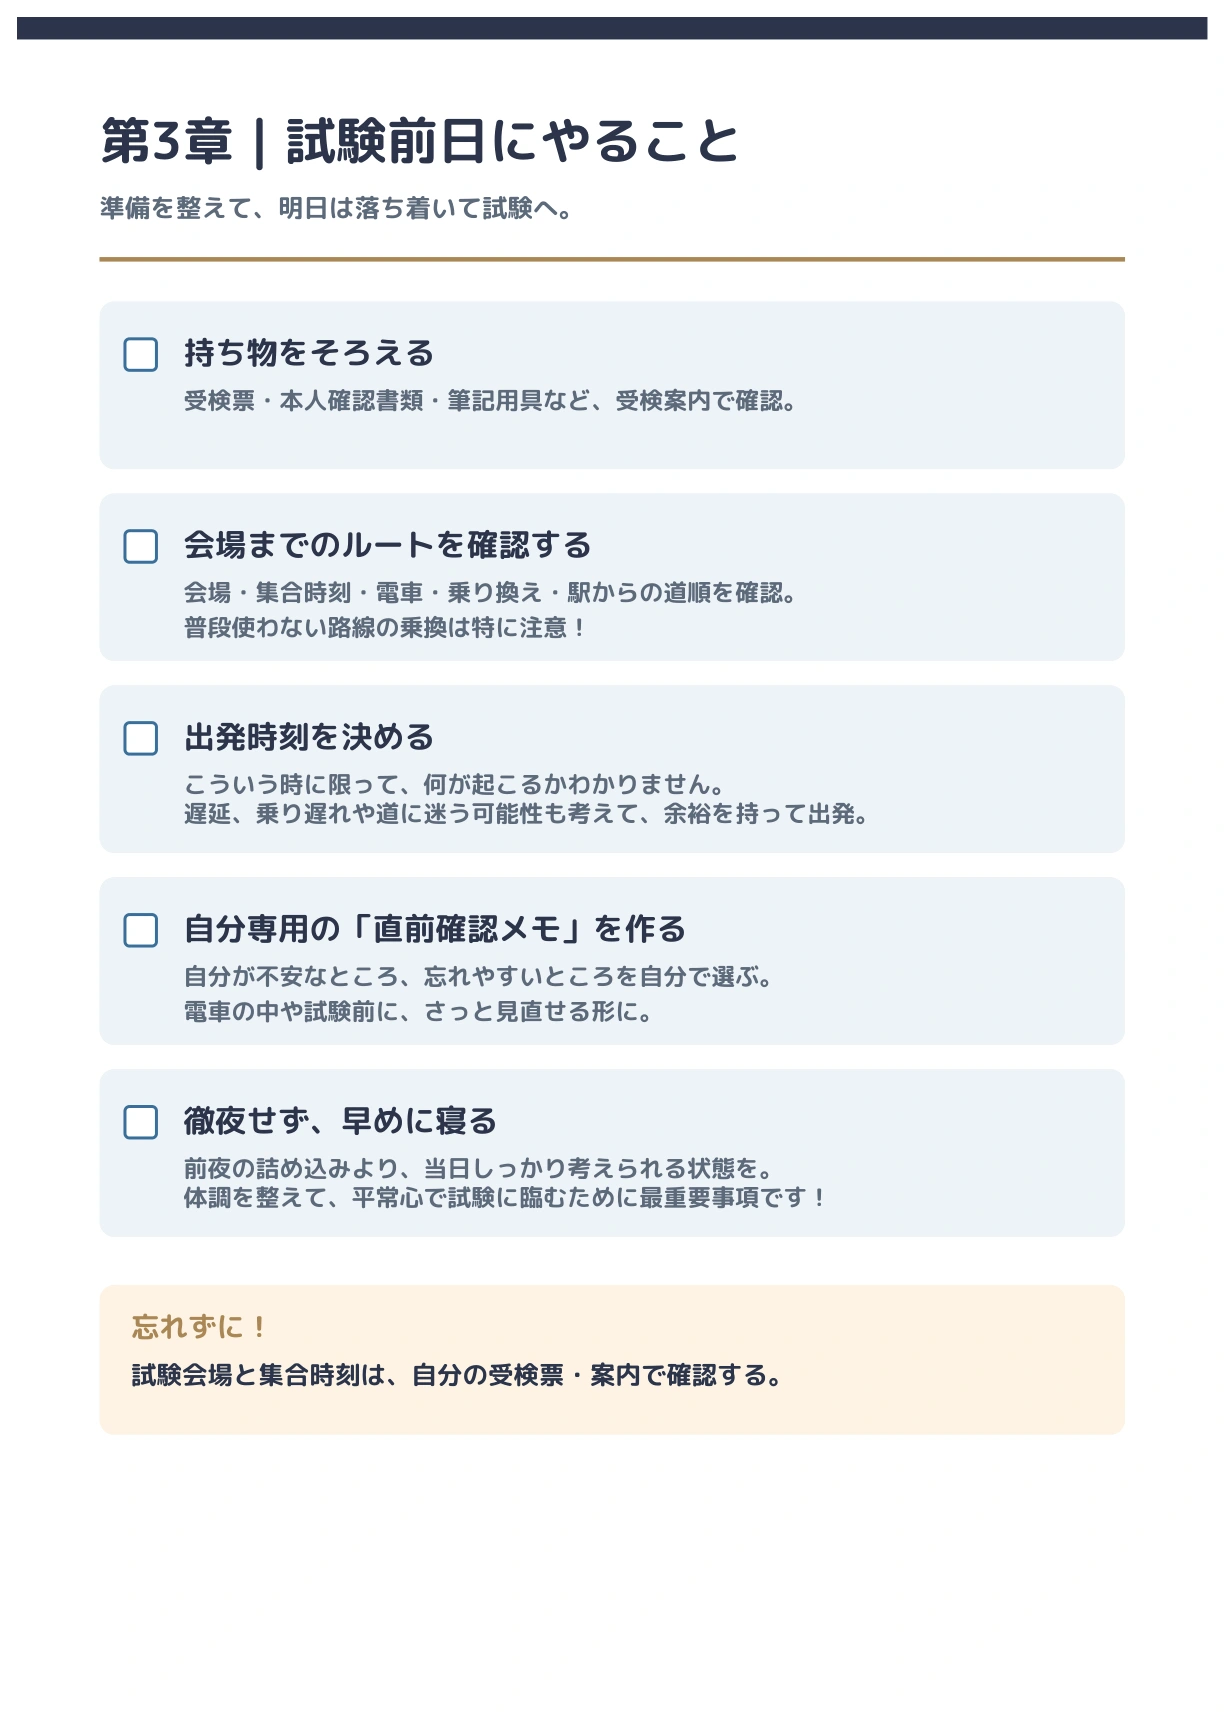 第3章｜試験前日にやること
準備を整えて、明日は落ち着いて試験へ。
持ち物をそろえる
受検票・本人確認書類・筆記用具など、受検案内で確認。
会場までのルートを確認する
会場・集合時刻・電車・乗り換え・駅からの道順を確認。
普段使わない路線の乗換は特に注意！
出発時刻を決める
こういう時に限って、何が起こるかわかりません。
遅延、乗り遅れや道に迷う可能性も考えて、余裕を持って出発。
自分専用の「直前確認メモ」を作る
自分が不安なところ、忘れやすいところを自分で選ぶ。
電車の中や試験前に、さっと見直せる形に。
徹夜せず、早めに寝る
前夜の詰め込みより、当日しっかり考えられる状態を。
体調を整えて、平常心で試験に臨むために最重要事項です！
忘れずに！
試験会場と集合時刻は、自分の受検票・案内で確認する。